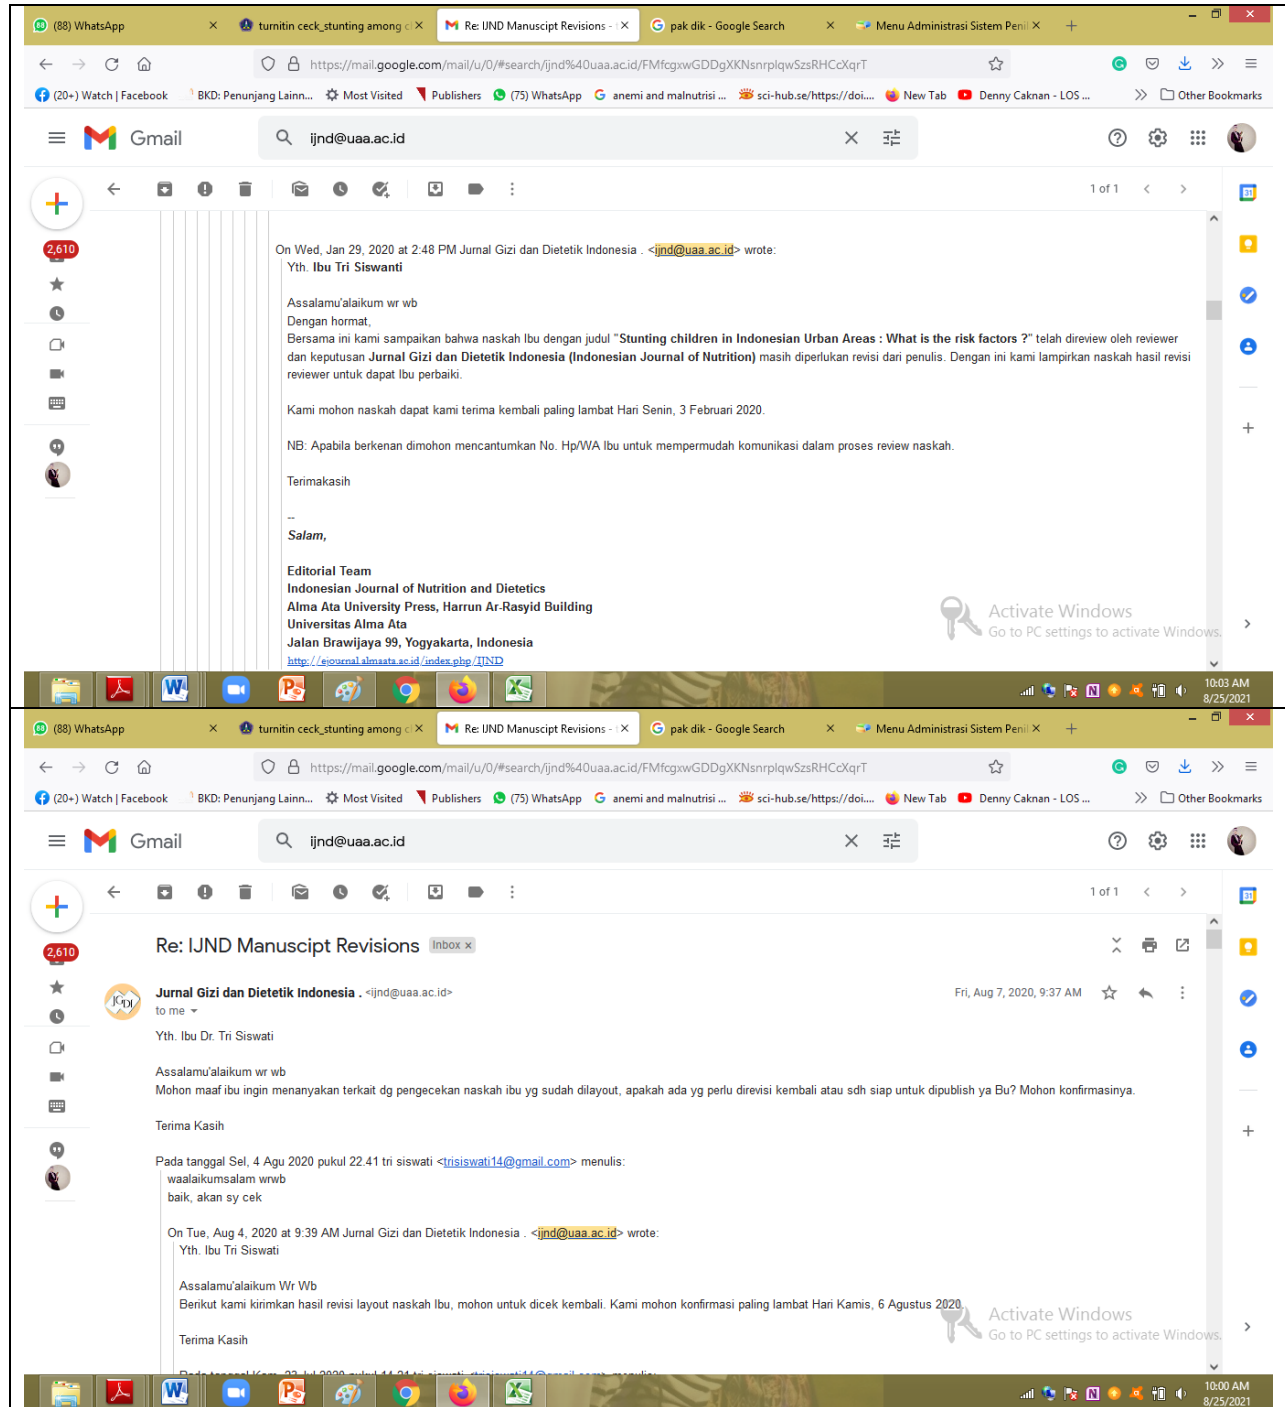 (88) WhatsApp
turnitin ceck_stunting among c
Re: IJND Manuscipt Revisions -
pak dik - Google Search
Menu Administrasi Sistem Penil
https://mail.google.com/mail/u/0/#search/ijnd%40uaa.ac.id/FMfcgxwGDDgXKNsnrplqwSzsRHCcXqrT
(20+) Watch | Facebook
BKD: Penunjang Lainn...
Most Visited
Publishers
(75) WhatsApp
anemi and malnutrisi ...
sci-hub.se/https://doi....
New Tab
Denny Caknan - LOS ...
Other Bookmarks
Gmail
ijnd@uaa.ac.id
1 of 1
31
2,610
On Wed, Jan 29, 2020 at 2:48 PM Jurnal Gizi dan Dietetik Indonesia . <ijnd@uaa.ac.id> wrote:
Yth. Ibu Tri Siswanti
Assalamu'alaikum wr wb
Dengan hormat,
Bersama ini kami sampaikan bahwa naskah Ibu dengan judul "Stunting children in Indonesian Urban Areas : What is the risk factors ?" telah direview oleh reviewer
dan keputusan Jurnal Gizi dan Dietetik Indonesia (Indonesian Journal of Nutrition) masih diperlukan revisi dari penulis. Dengan ini kami lampirkan naskah hasil revisi
reviewer untuk dapat Ibu perbaiki.
Kami mohon naskah dapat kami terima kembali paling lambat Hari Senin, 3 Februari 2020.
NB: Apabila berkenan dimohon mencantumkan No. Hp/WA Ibu untuk mempermudah komunikasi dalam proses review naskah.
Terimakasih
--
Salam,
Editorial Team
Indonesian Journal of Nutrition and Dietetics
Alma Ata University Press, Harrun Ar-Rasyid Building
Universitas Alma Ata
Jalan Brawijaya 99, Yogyakarta, Indonesia
http://ejournal.almaata.ac.id/index.php/IJND
Activate Windows
Go to PC settings to activate Windows.
10:03 AM
8/25/2021
(88) WhatsApp
turnitin ceck_stunting among c
Re: IJND Manuscipt Revisions -
pak dik - Google Search
Menu Administrasi Sistem Penil
https://mail.google.com/mail/u/0/#search/ijnd%40uaa.ac.id/FMfcgxwGDDgXKNsnrplqwSzsRHCcXqrT
(20+) Watch | Facebook
BKD: Penunjang Lainn...
Most Visited
Publishers
(75) WhatsApp
anemi and malnutrisi ...
sci-hub.se/https://doi....
New Tab
Denny Caknan - LOS ...
Other Bookmarks
Gmail
ijnd@uaa.ac.id
1 of 1
31
2,610
Re: IJND Manuscipt Revisions
Inbox x
JGDI
Jurnal Gizi dan Dietetik Indonesia . <ijnd@uaa.ac.id>
Fri, Aug 7, 2020, 9:37 AM
to me
Yth. Ibu Dr. Tri Siswati
Assalamu'alaikum wr wb
Mohon maaf ibu ingin menanyakan terkait dg pengecekan naskah ibu yg sudah dilayout, apakah ada yg perlu direvisi kembali atau sdh siap untuk dipublish ya Bu? Mohon konfirmasinya.
Terima Kasih
Pada tanggal Sel, 4 Agu 2020 pukul 22.41 tri siswati <trisiswati14@gmail.com> menulis:
waalaikumsalam wrwb
baik, akan sy cek
On Tue, Aug 4, 2020 at 9:39 AM Jurnal Gizi dan Dietetik Indonesia . <ijnd@uaa.ac.id> wrote:
Yth. Ibu Tri Siswati
Assalamu'alaikum Wr Wb
Berikut kami kirimkan hasil revisi layout naskah Ibu, mohon untuk dicek kembali. Kami mohon konfirmasi paling lambat Hari Kamis, 6 Agustus 2020.
Terima Kasih
Activate Windows
Go to PC settings to activate Windows.
10:00 AM
8/25/2021